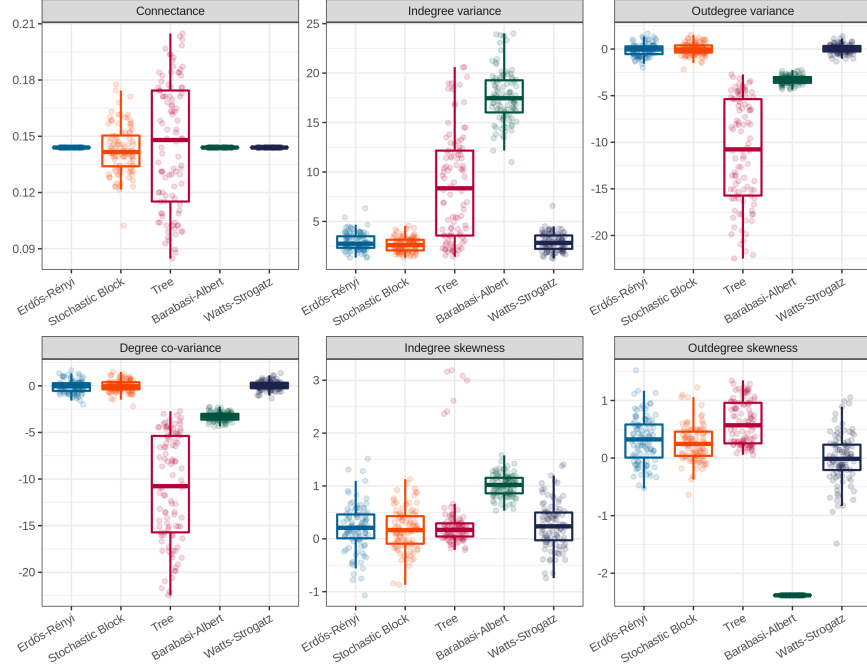 Connectance
0.21
0.18
0.15
0.12
0.09
Erdős-Rényi
Stochastic Block
Tree
Barabasi-Albert
Watts-Strogatz
Indegree variance
25
20
15
10
5
Erdős-Rényi
Stochastic Block
Tree
Barabasi-Albert
Watts-Strogatz
Outdegree variance
0
-5
-10
-15
-20
Erdős-Rényi
Stochastic Block
Tree
Barabasi-Albert
Watts-Strogatz
Degree co-variance
0
-5
-10
-15
-20
Erdős-Rényi
Stochastic Block
Tree
Barabasi-Albert
Watts-Strogatz
Indegree skewness
3
2
1
0
-1
Erdős-Rényi
Stochastic Block
Tree
Barabasi-Albert
Watts-Strogatz
Outdegree skewness
1
0
-1
-2
Erdős-Rényi
Stochastic Block
Tree
Barabasi-Albert
Watts-Strogatz